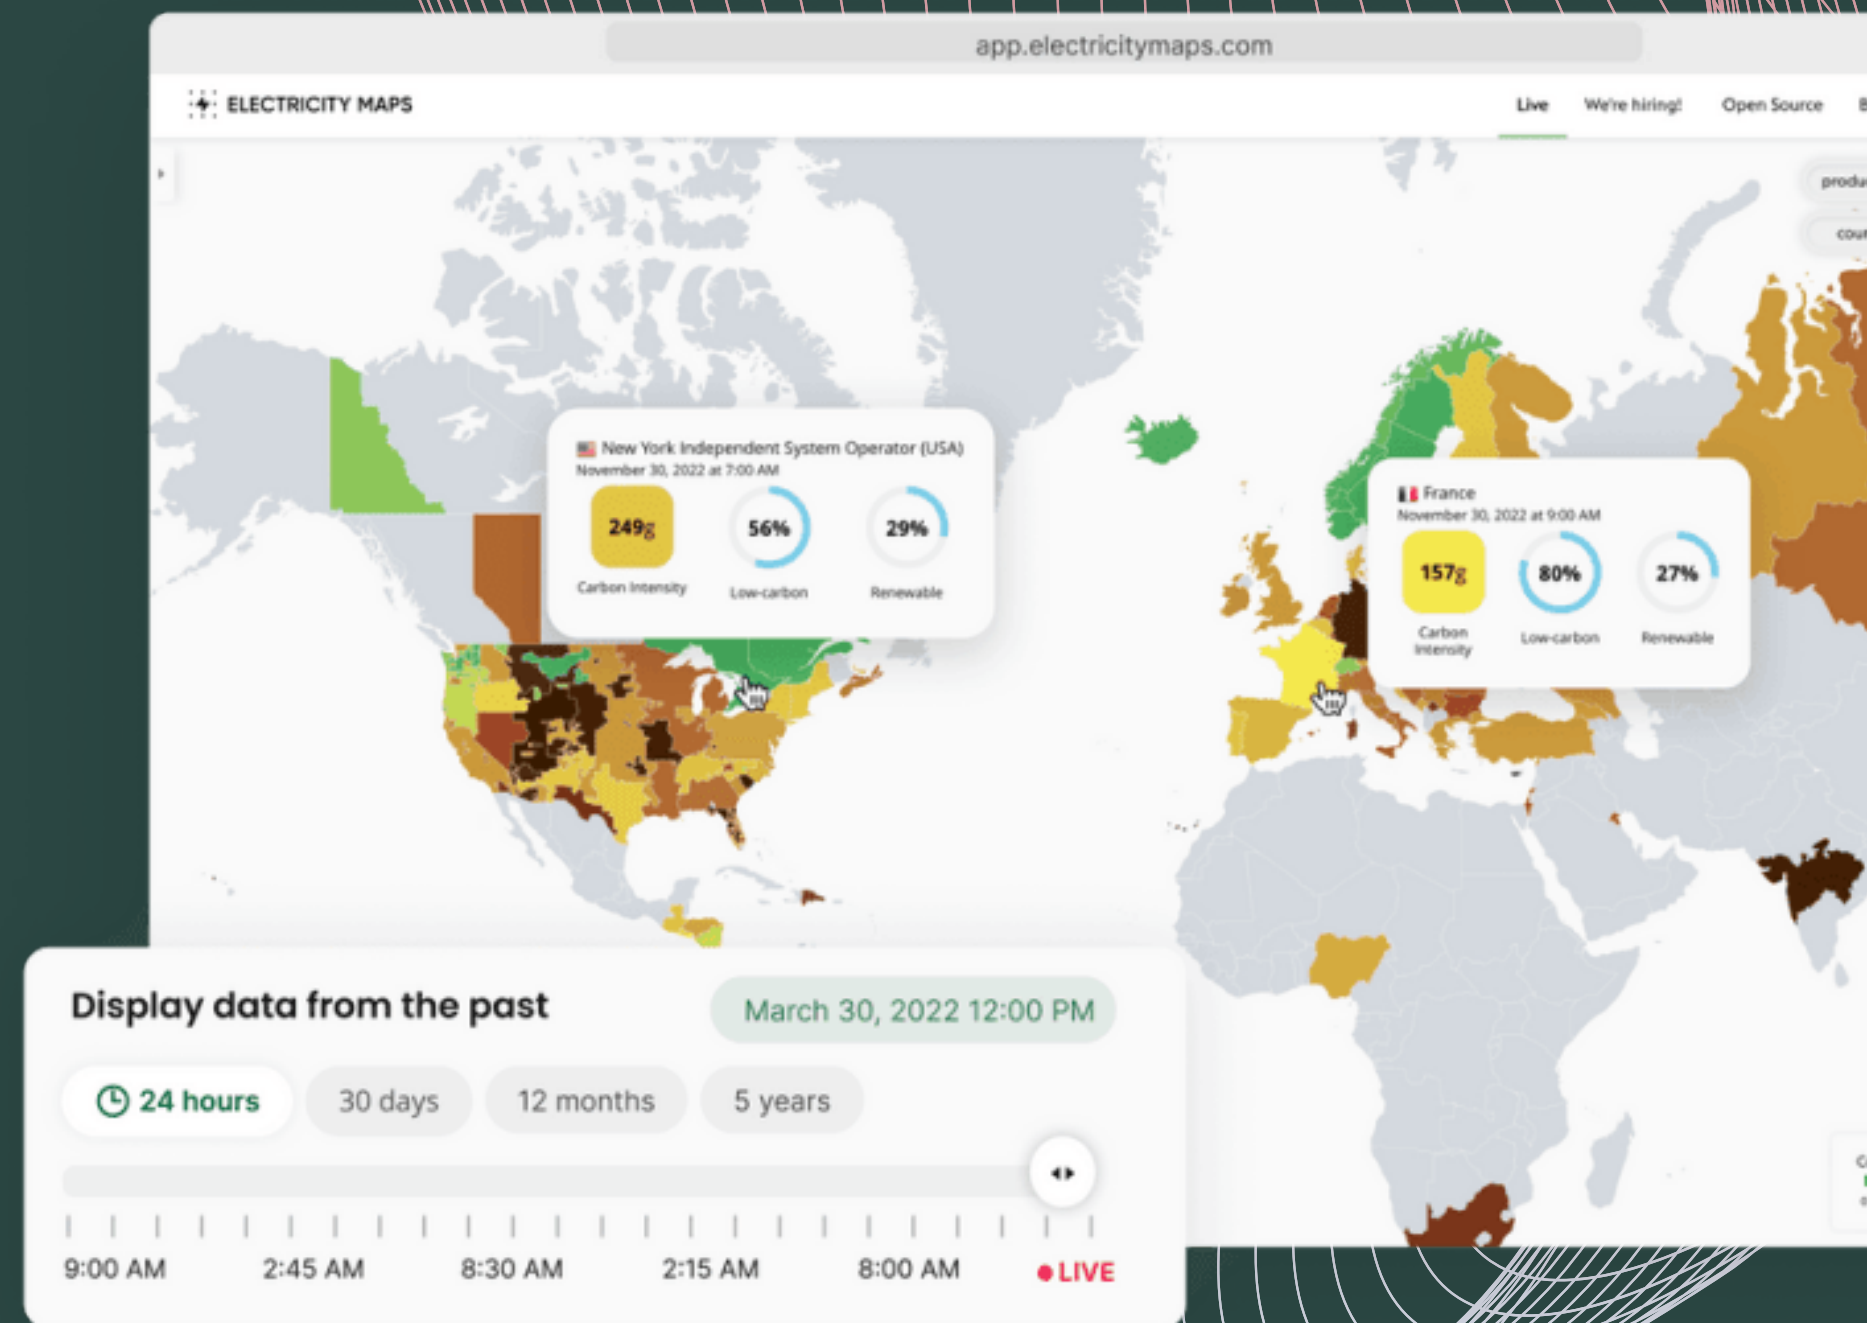 app.electricitymaps.com
ELECTRICITY MAPS
Live We're hiring! Open Source
New York Independent System Operator (USA)
November 30, 2022 at 7:00 AM
249g 56% 29%
Carbon Intensity Low-carbon Renewable
France
November 30, 2022 at 9:00 AM
157g 80% 27%
Carbon Intensity Low-carbon Renewable
Display data from the past
March 30, 2022 12:00 PM
24 hours 30 days 12 months 5 years
9:00 AM 2:45 AM 8:30 AM 2:15 AM 8:00 AM LIVE